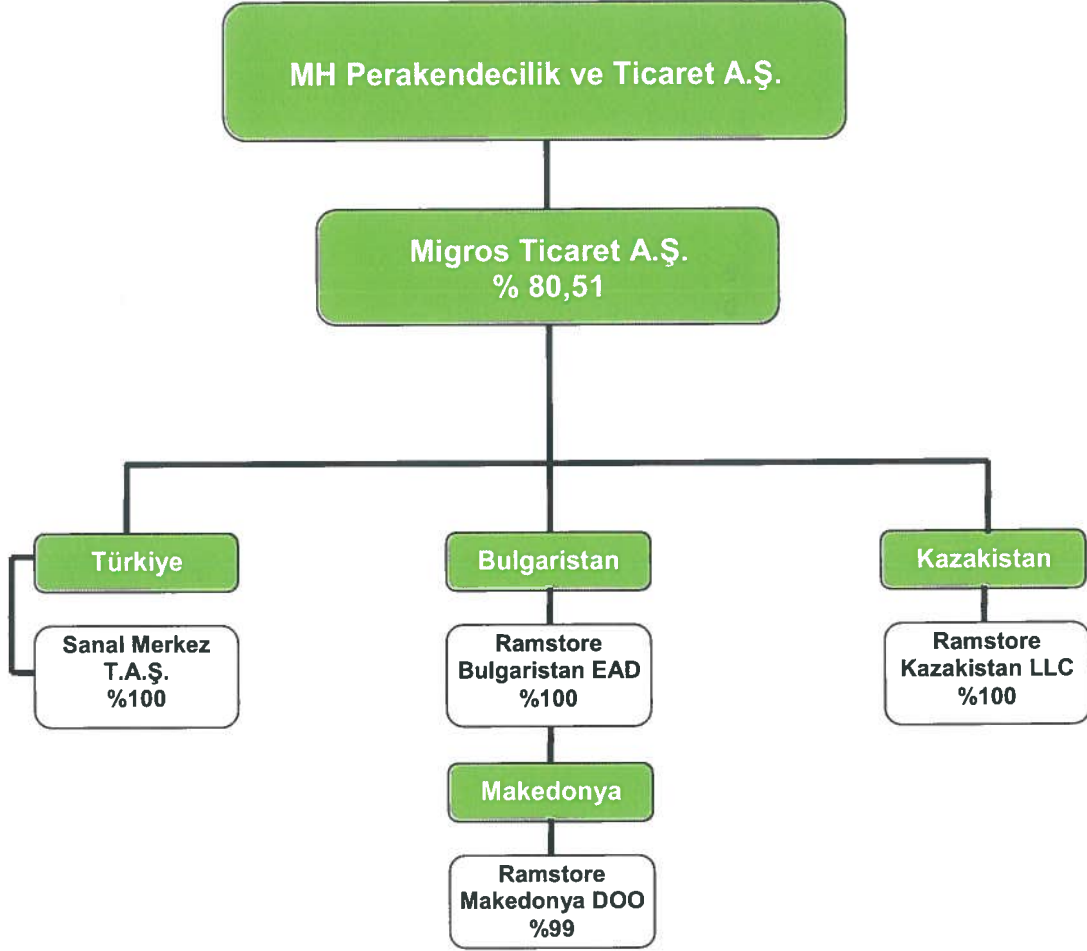 MH Perakendecilik ve Ticaret A.Ş.
Migros Ticaret A.Ş.
% 80,51
Türkiye
Sanal Merkez
T.A.Ş.
%100
Bulgaristan
Ramstore
Bulgaristan EAD
%100
Makedonya
Ramstore
Makedonya DOO
%99
Kazakistan
Ramstore
Kazakistan LLC
%100